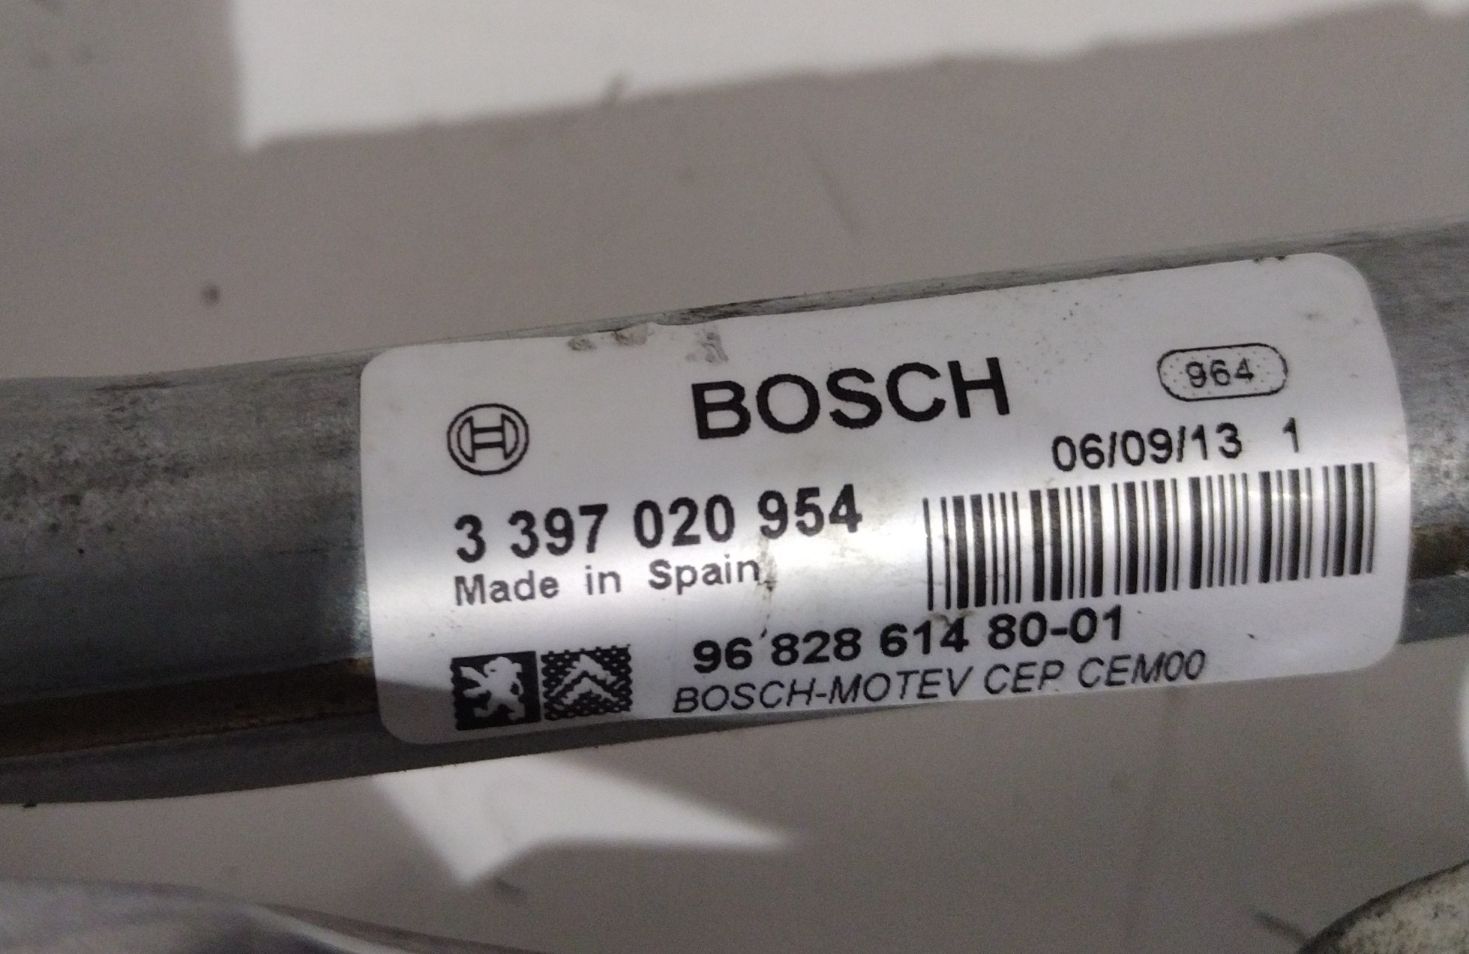 BOSCH
964
06/09/13 1
3 397 020 954
Made in Spain
96 828 614 80-01
BOSCH-MOTEV CEP CEM00